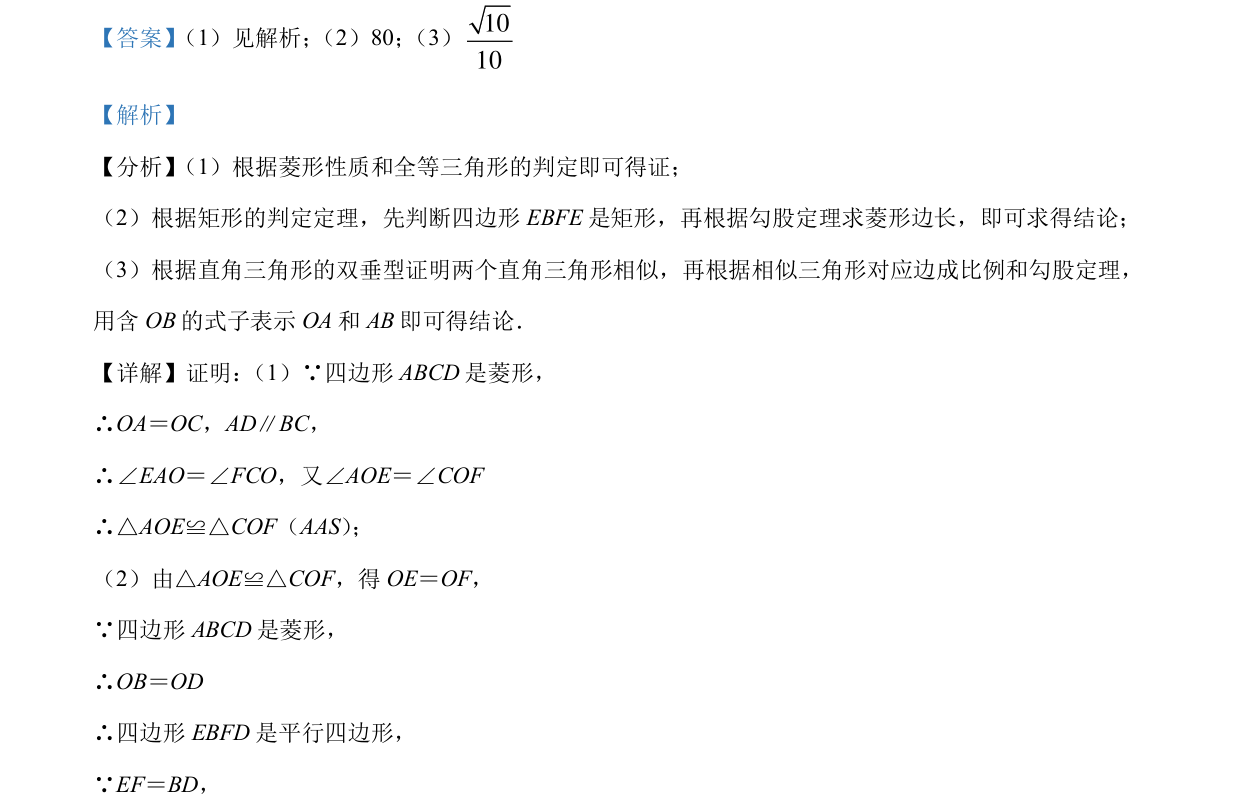 【答案】（1）见解析；（2）80；（3）√10/10
【解析】
【分析】（1）根据菱形性质和全等三角形的判定即可得证；
（2）根据矩形的判定定理，先判断四边形 EBFE 是矩形，再根据勾股定理求菱形边长，即可求得结论；
（3）根据直角三角形的双垂型证明两个直角三角形相似，再根据相似三角形对应边成比例和勾股定理，
用含 OB 的式子表示 OA 和 AB 即可得结论．
【详解】证明：（1）∵四边形 ABCD 是菱形，
∴OA＝OC，AD∥BC，
∴∠EAO＝∠FCO，又∠AOE＝∠COF
∴△AOE≌△COF（AAS）；
（2）由△AOE≌△COF，得 OE＝OF，
∵四边形 ABCD 是菱形，
∴OB＝OD
∴四边形 EBFD 是平行四边形，
∵EF＝BD，